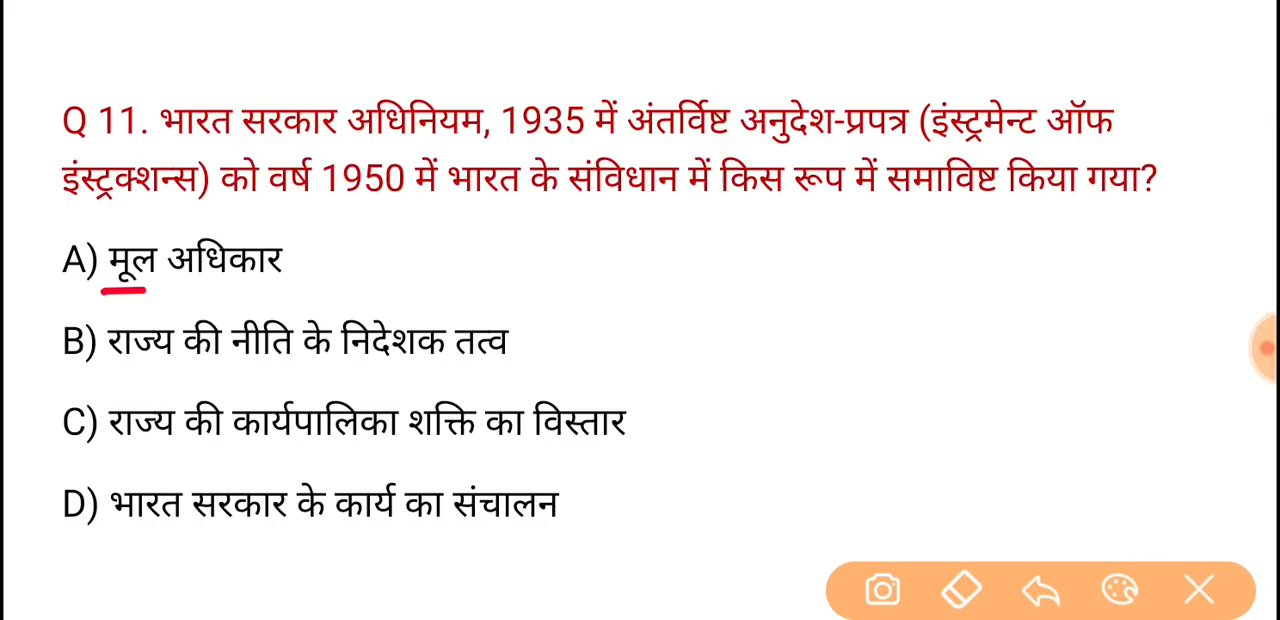 Q 11. भारत सरकार अधिनियम, 1935 में अंतर्विष्ट अनुदेश-प्रपत्र (इंस्ट्रमेन्ट ऑफ
इंस्ट्रक्शन्स) को वर्ष 1950 में भारत के संविधान में किस रूप में समाविष्ट किया गया?
A) मूल अधिकार
B) राज्य की नीति के निदेशक तत्व
C) राज्य की कार्यपालिका शक्ति का विस्तार
D) भारत सरकार के कार्य का संचालन